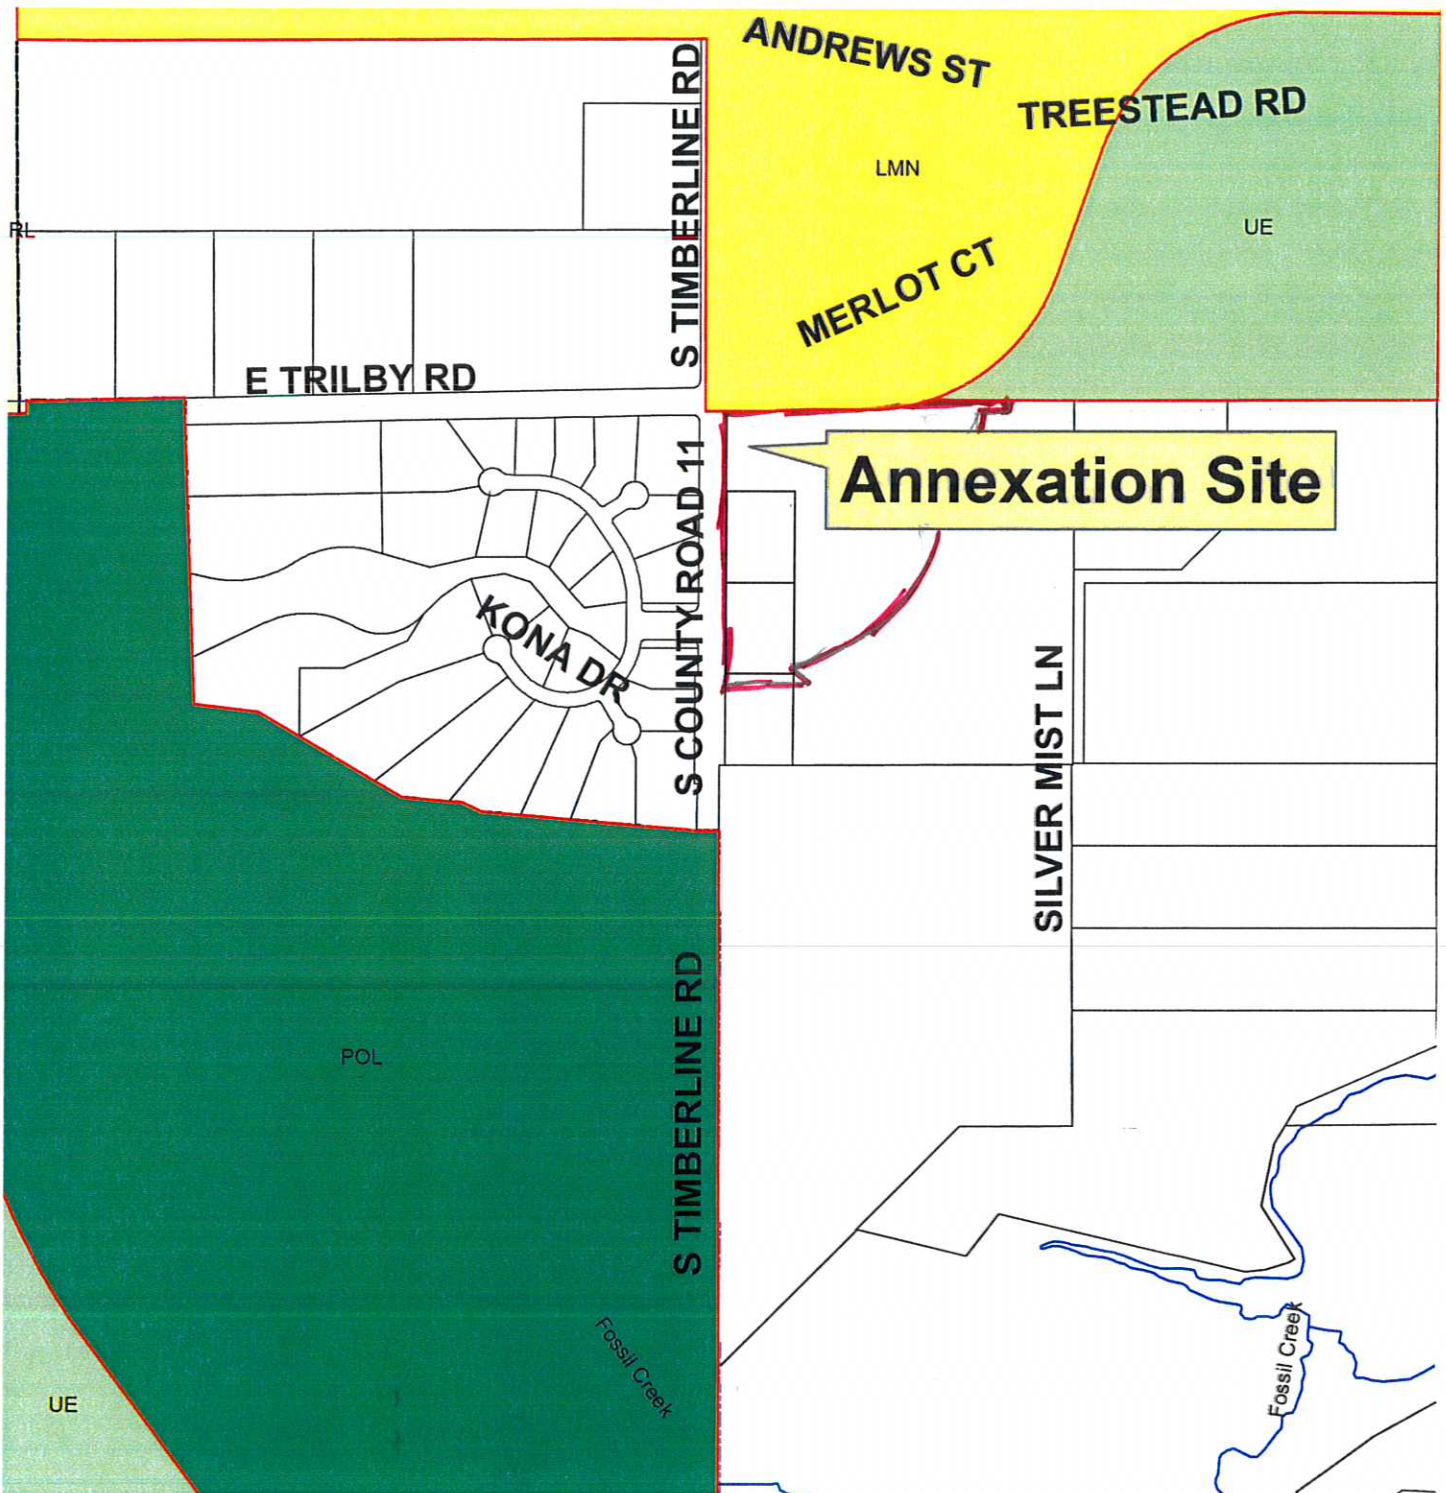 ANDREWS ST
TREESTEAD RD
S TIMBERLINE RD
LMN
UE
RL
MERLOT CT
E TRILBY RD
Annexation Site
S COUNTY ROAD 11
KONA DR
SILVER MIST LN
S TIMBERLINE RD
POL
Fossil Creek
Fossil Creek
UE